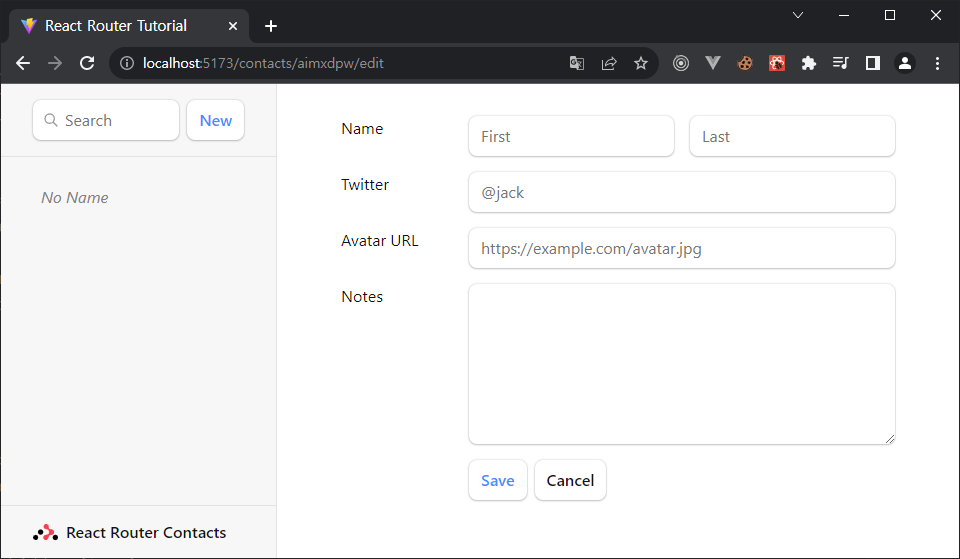 React Router Tutorial
localhost:5173/contacts/aimxdpw/edit
Search
New
No Name
React Router Contacts
Name
First
Last
Twitter
@jack
Avatar URL
https://example.com/avatar.jpg
Notes
Save
Cancel